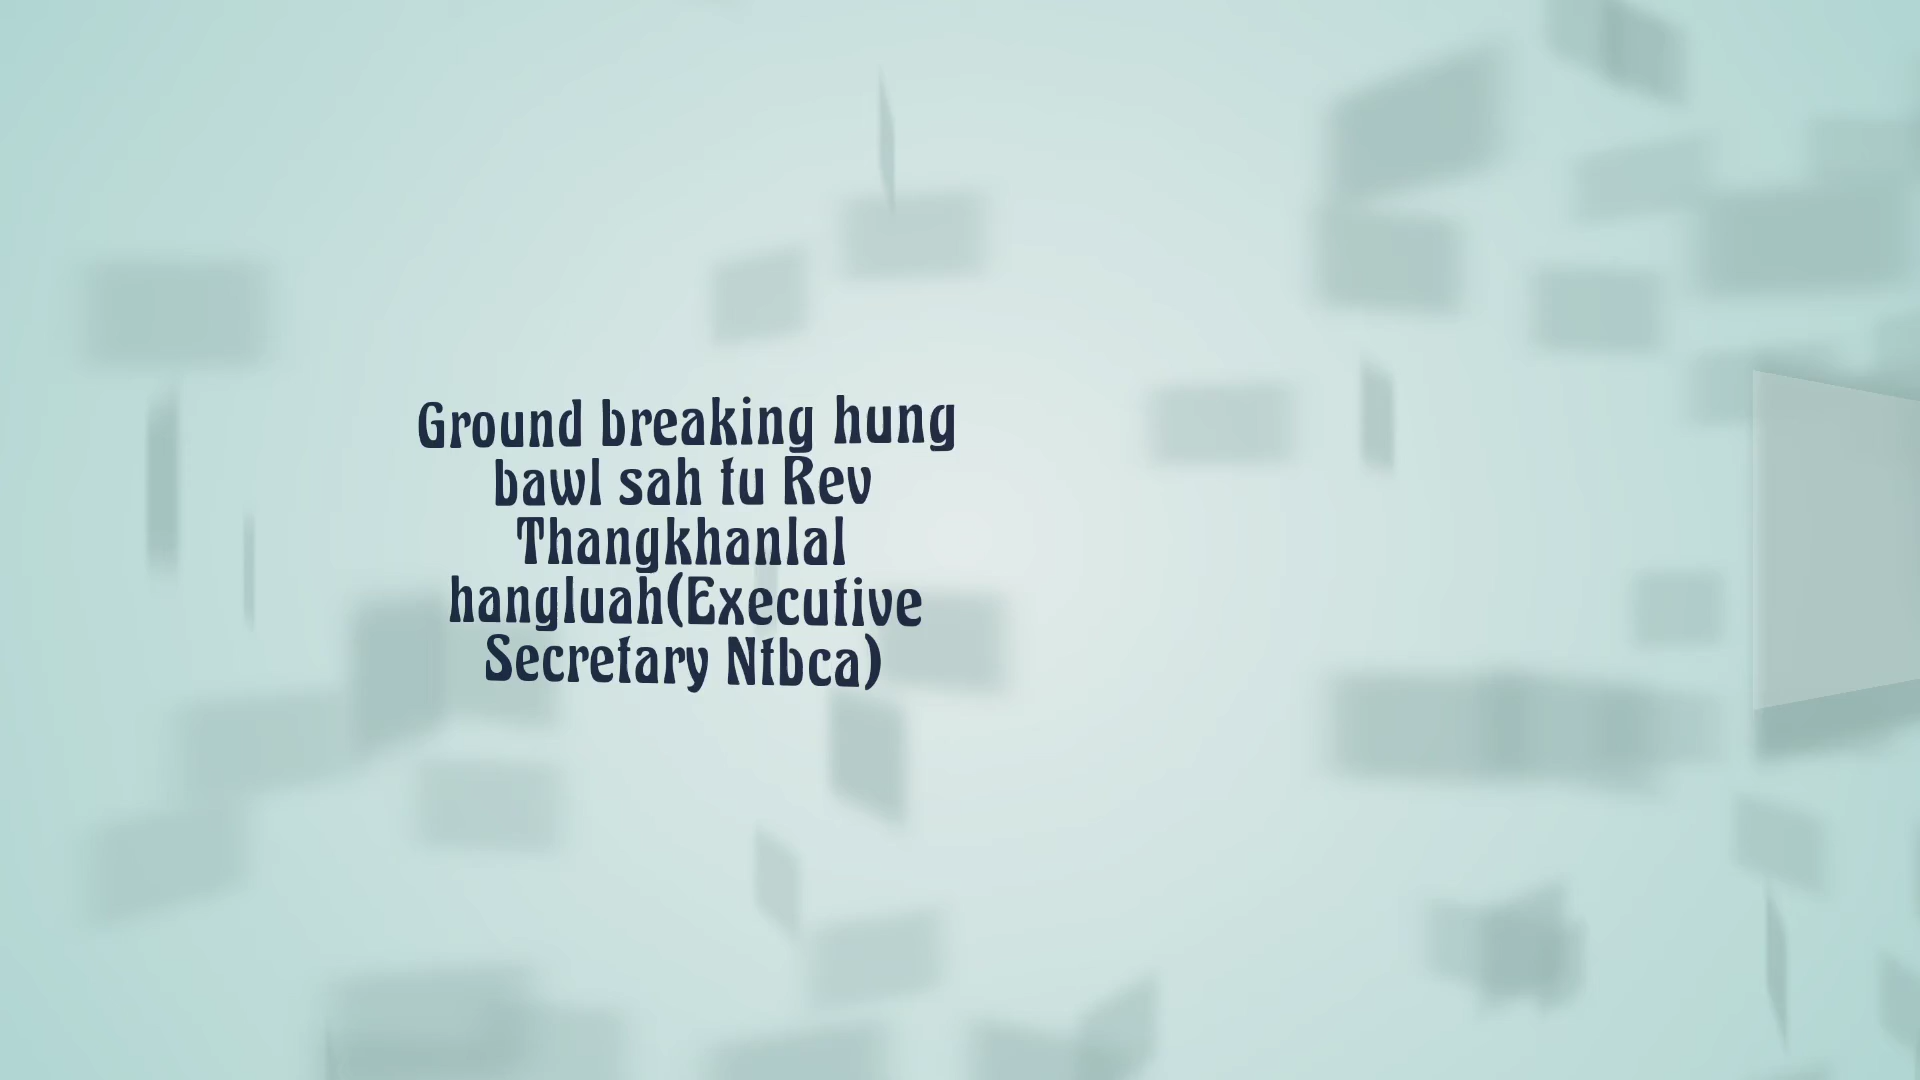 Ground breaking hung
bawl sah tu Rev
Thangkhanlal
hangluah(Executive
Secretary Ntbca)